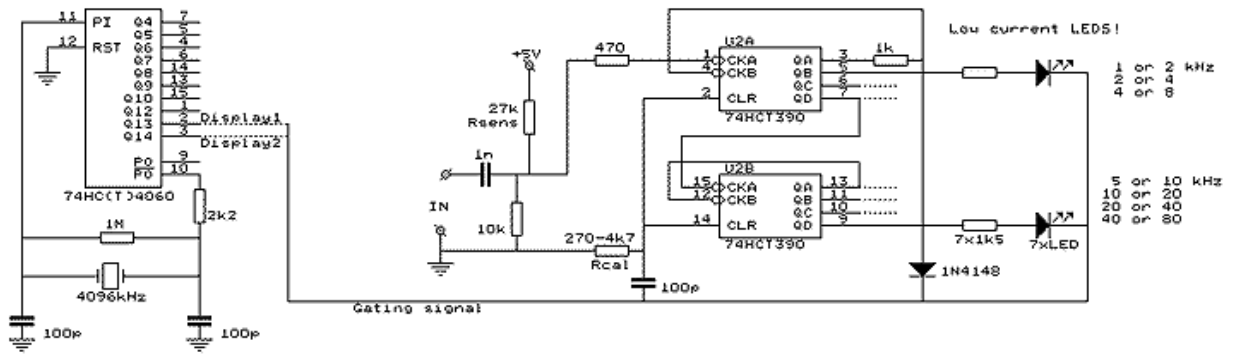 11 PI Q4 7
Q5 5
12 RST Q6 4
Q7 6
Q8 14
Q9 13
Q10 15
Q12 1
Q13 2 Display1
Q14 3 Display2
PO 9
PO 10
74HC(T)4060
2k2
1M
4096kHz
100p
100p
+5V
27k
Rsens
1n
IN
10k
470
270-4k7
Rcal
100p
Gating signal
U2A
1 CKA QA 3
4 CKB QB 5
QC 6
2 CLR QD 7
74HCT390
1k
U2B
15 CKA QA 13
12 CKB QB 11
QC 10
14 CLR QD 9
74HCT390
7x1k5
7xLED
1N4148
Low current LEDS!
1 or 2 kHz
2 or 4
4 or 8
5 or 10 kHz
10 or 20
20 or 40
40 or 80